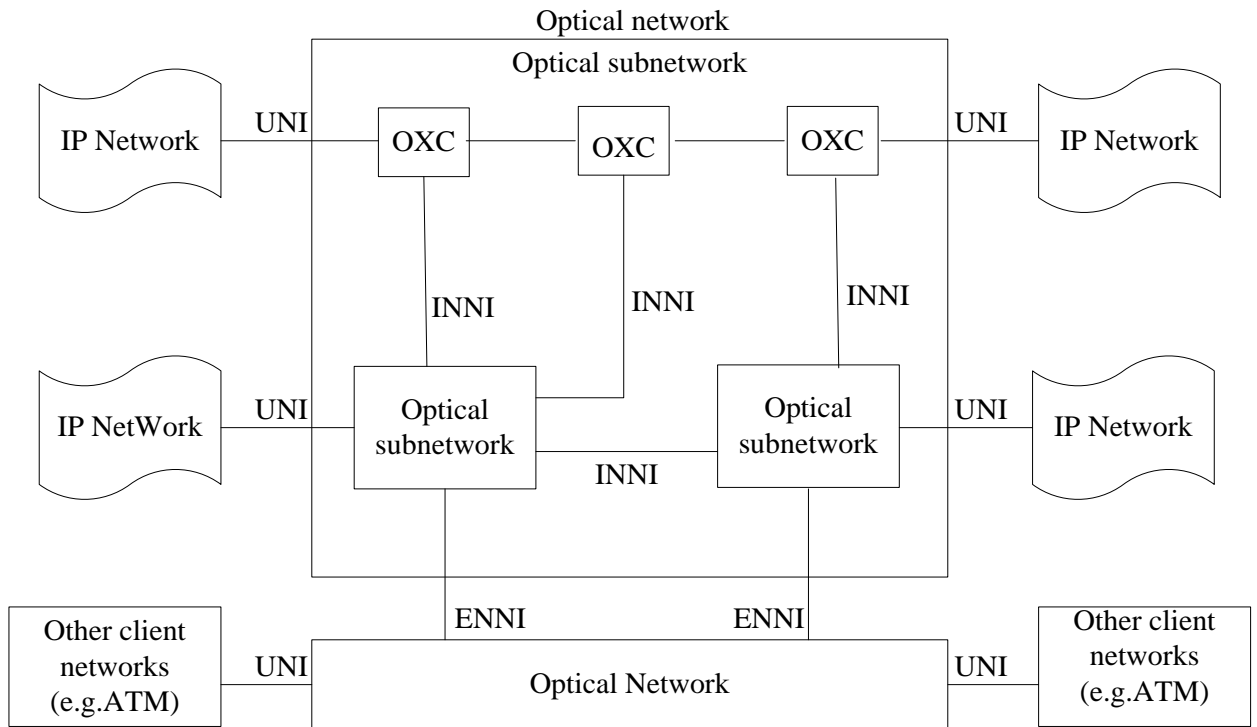 Optical network
Optical subnetwork
IP Network
UNI
OXC
OXC
OXC
UNI
IP Network
INNI
INNI
INNI
IP NetWork
UNI
Optical
subnetwork
INNI
Optical
subnetwork
UNI
IP Network
ENNI
ENNI
Other client
networks
(e.g.ATM)
UNI
Optical Network
UNI
Other client
networks
(e.g.ATM)